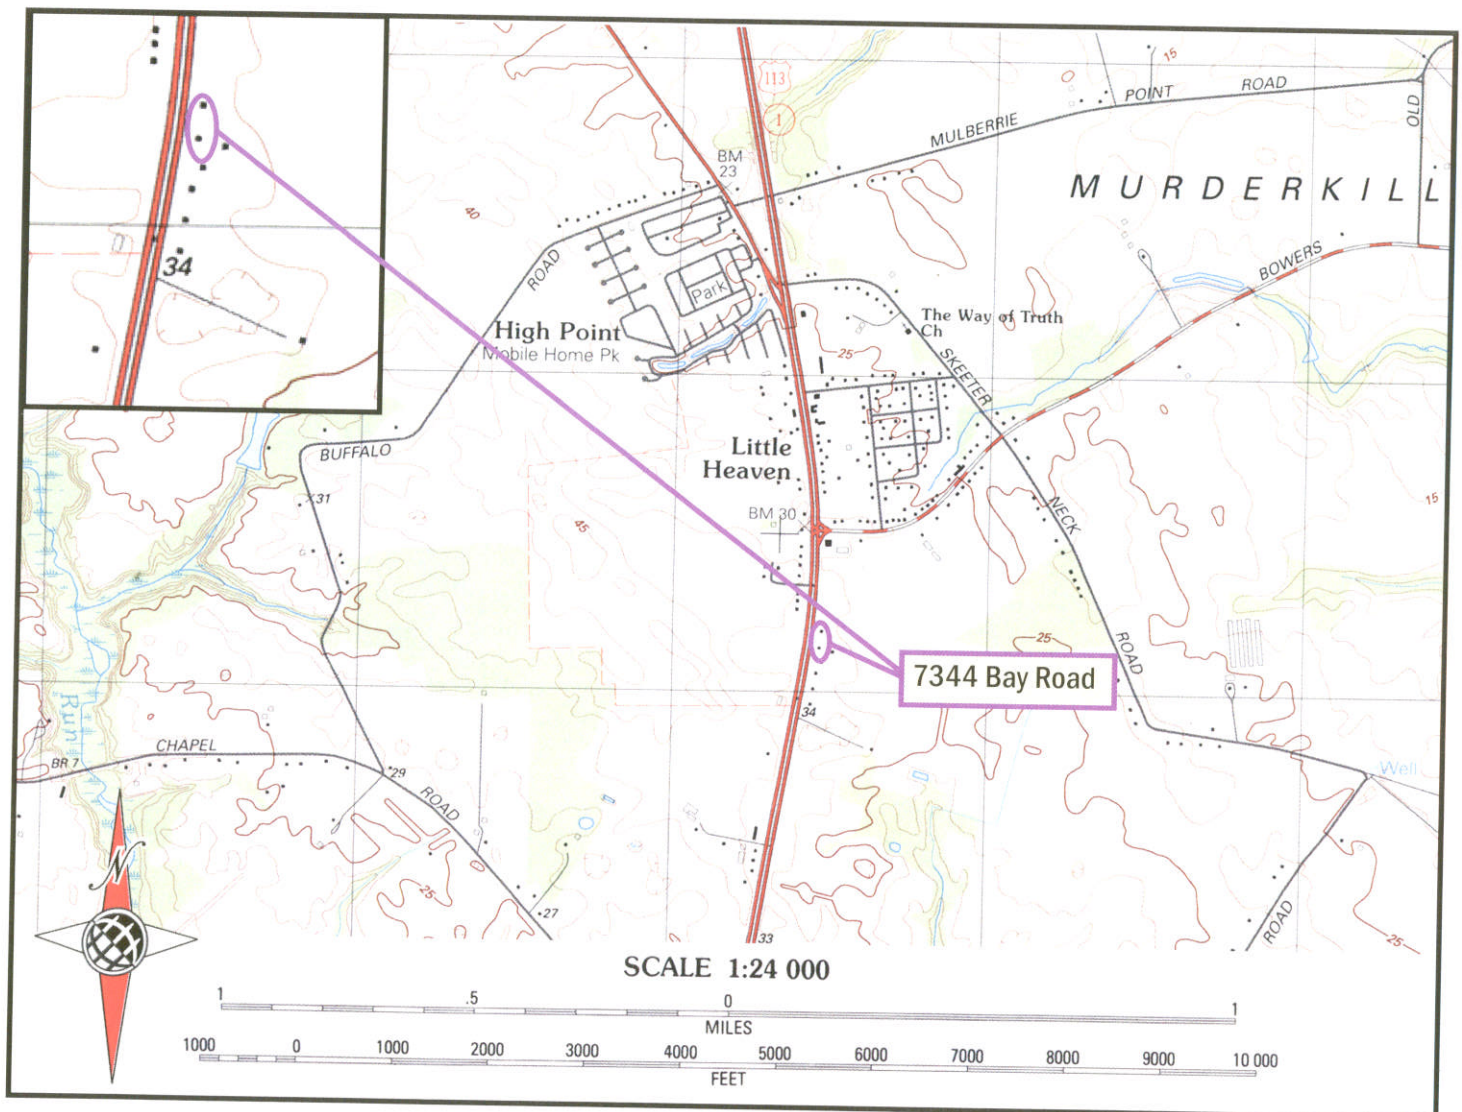 113
1
15
POINT ROAD
OLD
MULBERRIE
BM
23
MURDERKILL
40
ROAD
BOWERS
Park
High Point
Mobile Home Pk
The Way of Truth
Ch
25
SKEETER
34
BUFFALO
Little
Heaven
31
45
BM 30
NECK
15
25
ROAD
7344 Bay Road
34
Run
CHAPEL
BR 7
29
ROAD
Well
25
27
ROAD
25
33
N
SCALE 1:24 000
1 .5 0 1
MILES
1000 0 1000 2000 3000 4000 5000 6000 7000 8000 9000 10 000
FEET